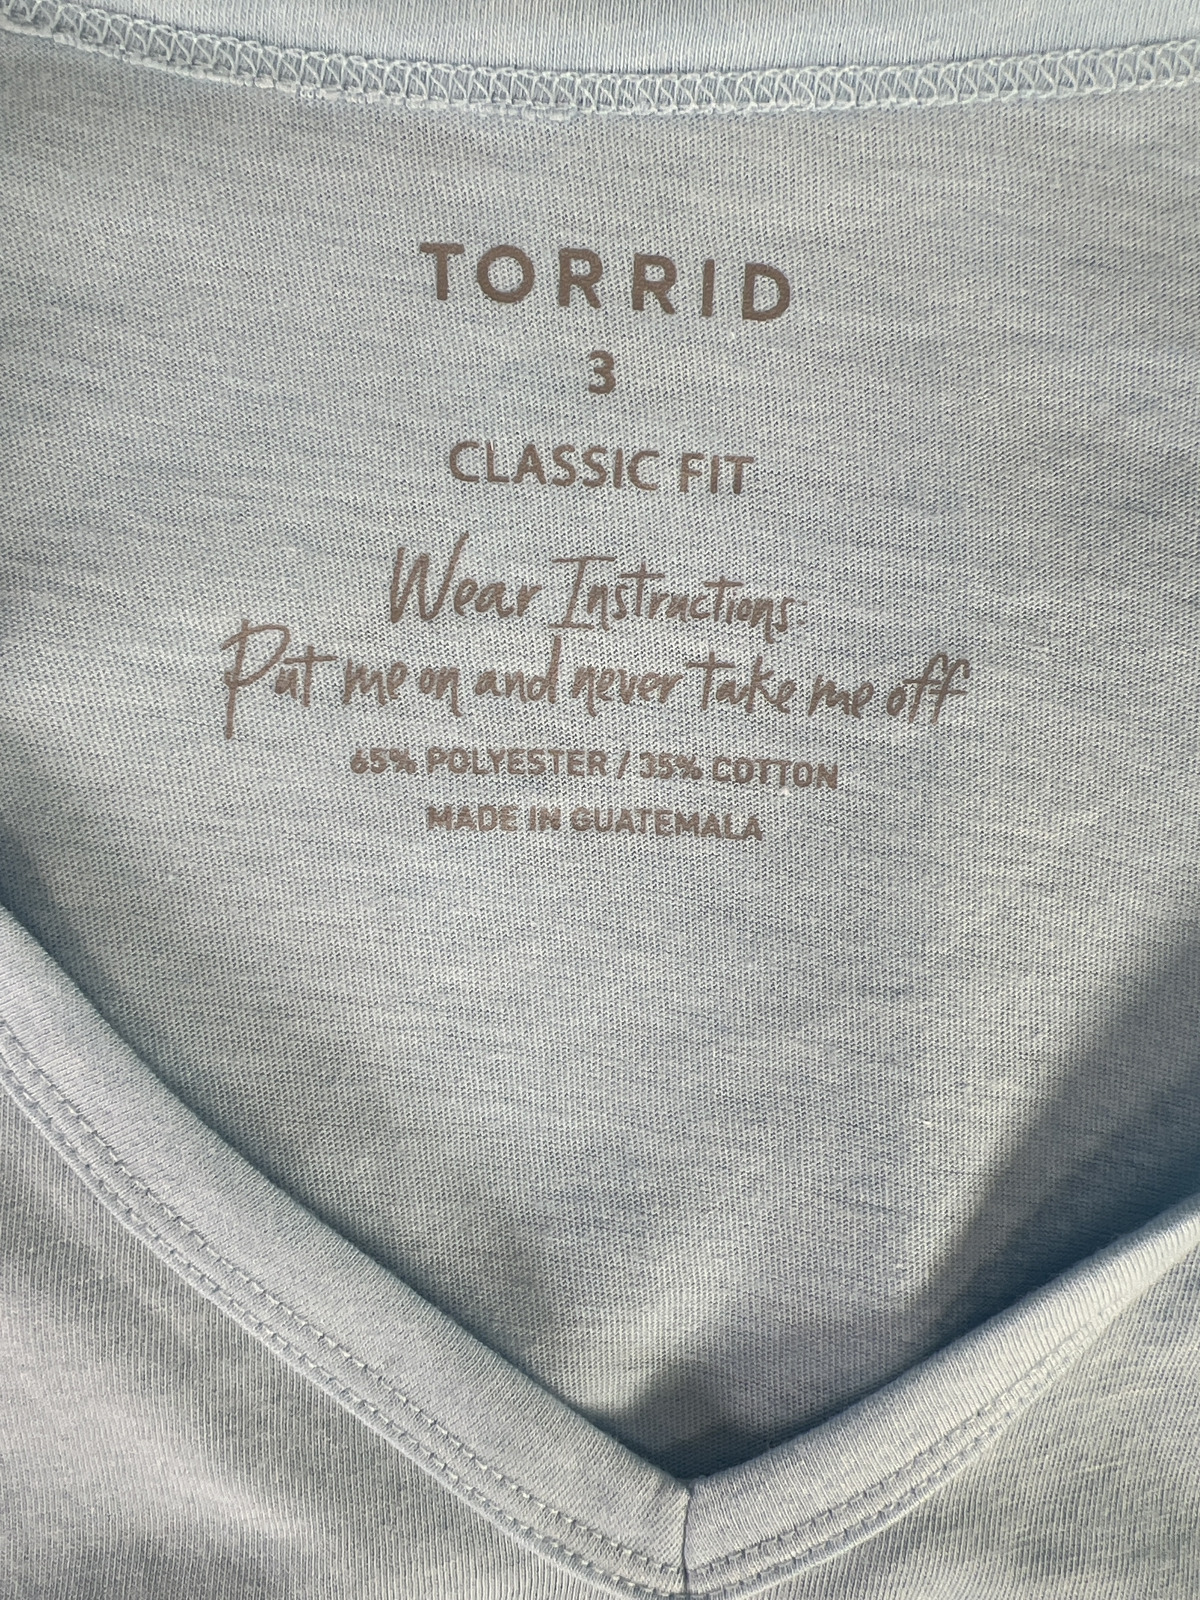 TORRID
3
CLASSIC FIT
Wear Instructions:
Put me on and never take me off
65% POLYESTER / 35% COTTON
MADE IN GUATEMALA